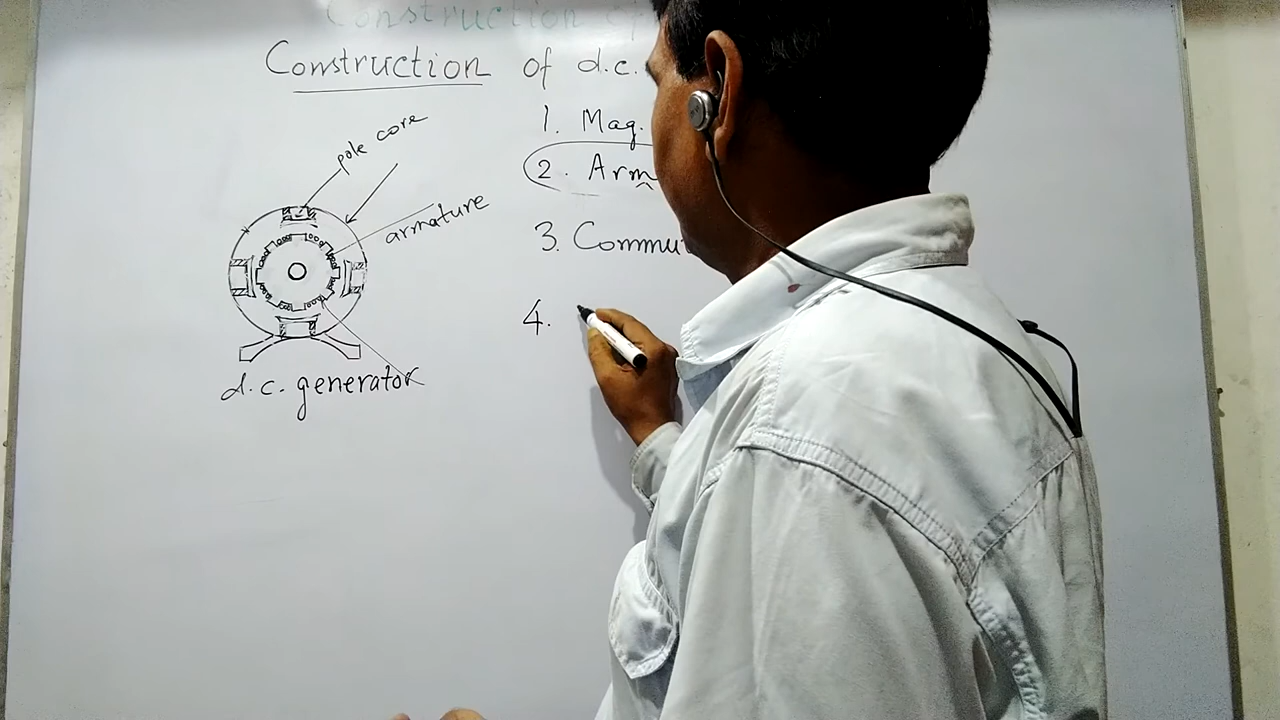 Construction of
Construction of d.c.
1. Mag.
2. Arm
3. Commu
4.
pole core
armature
d.c. generator